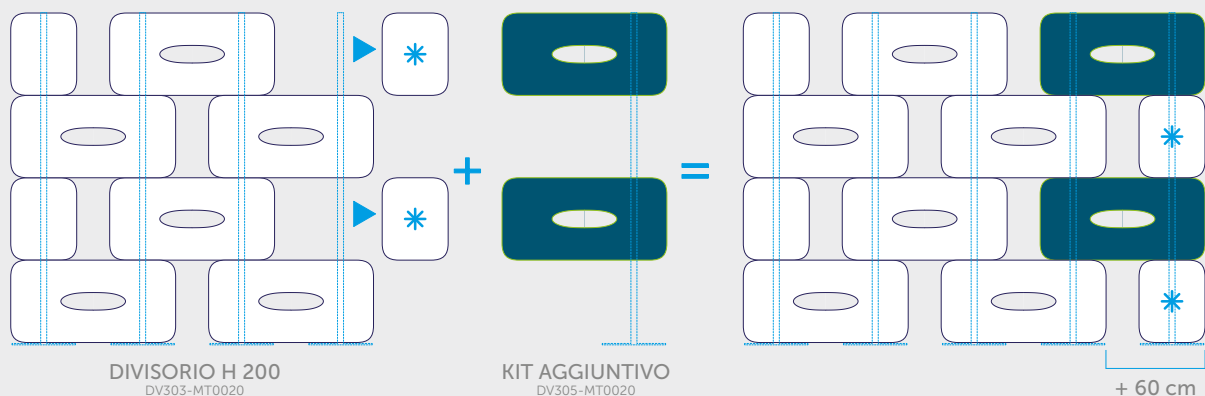 DIVISORIO H 200
DV303-MT0020
KIT AGGIUNTIVO
DV305-MT0020
+ 60 cm